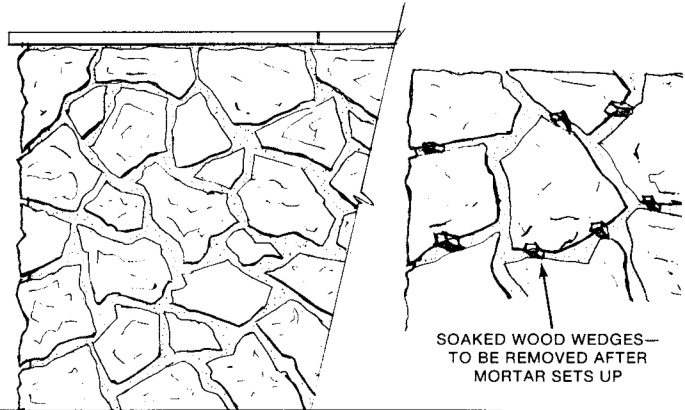 SOAKED WOOD WEDGES—
TO BE REMOVED AFTER
MORTAR SETS UP